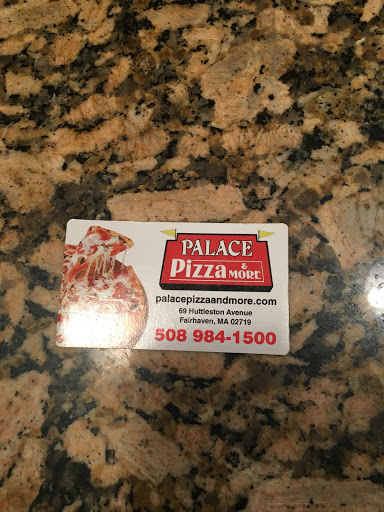 PALACE
Pizza & MORE
palacepizzaandmore.com
69 Huttleston Avenue
Fairhaven, MA 02719
508 984-1500